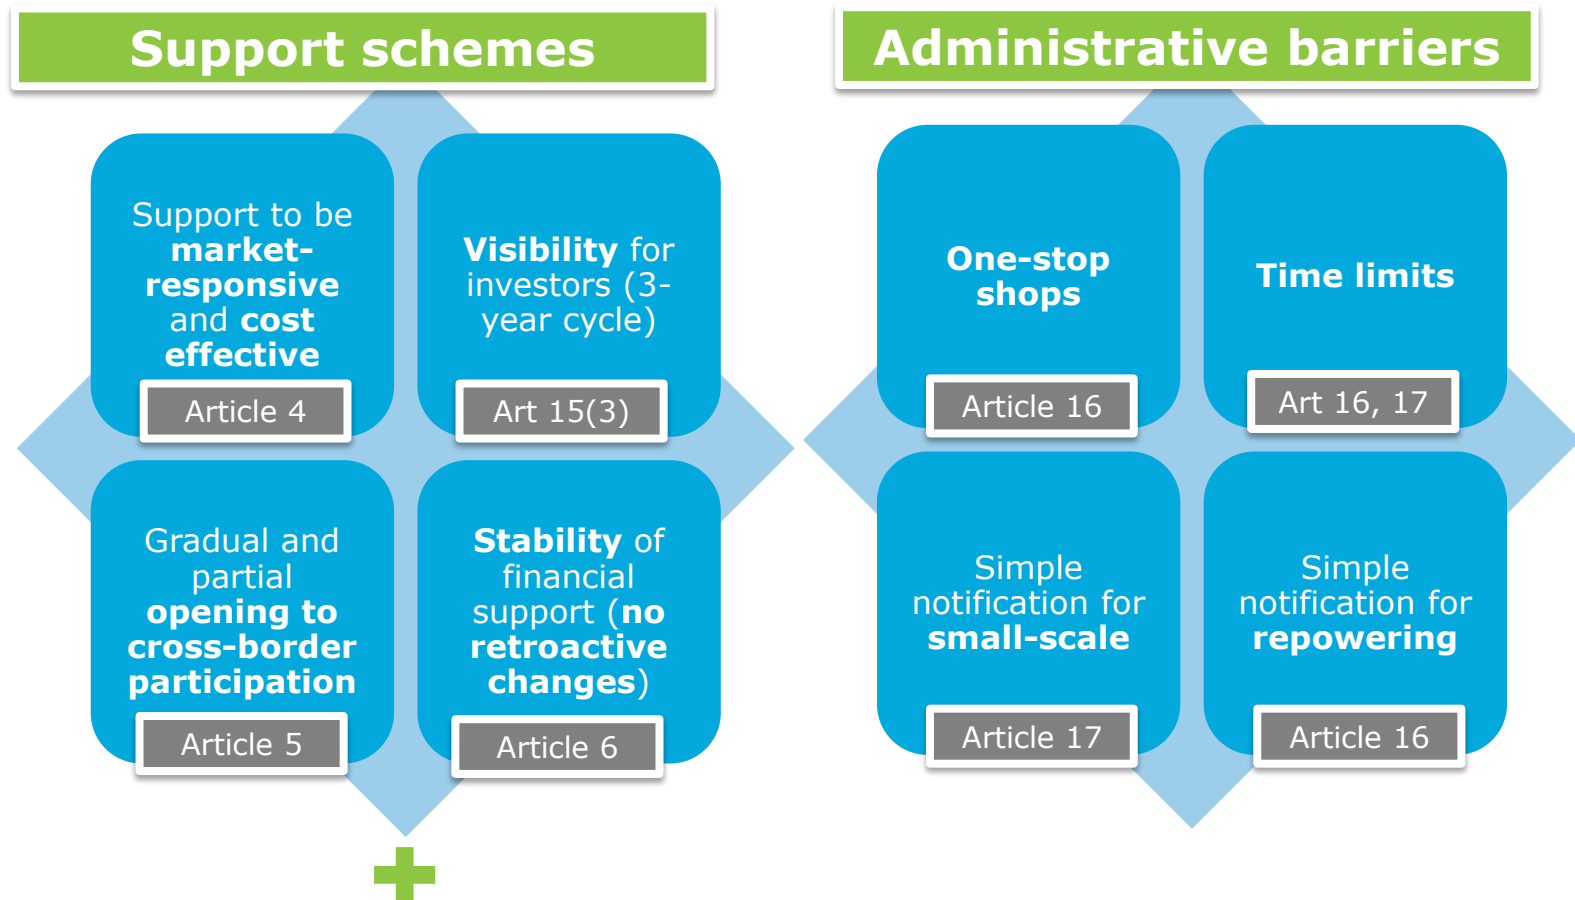 Support schemes
Support to be
market-
responsive
and cost
effective
Article 4
Visibility for
investors (3-
year cycle)
Art 15(3)
Gradual and
partial
opening to
cross-border
participation
Article 5
Stability of
financial
support (no
retroactive
changes)
Article 6
Administrative barriers
One-stop
shops
Article 16
Time limits
Art 16, 17
Simple
notification for
small-scale
Article 17
Simple
notification for
repowering
Article 16